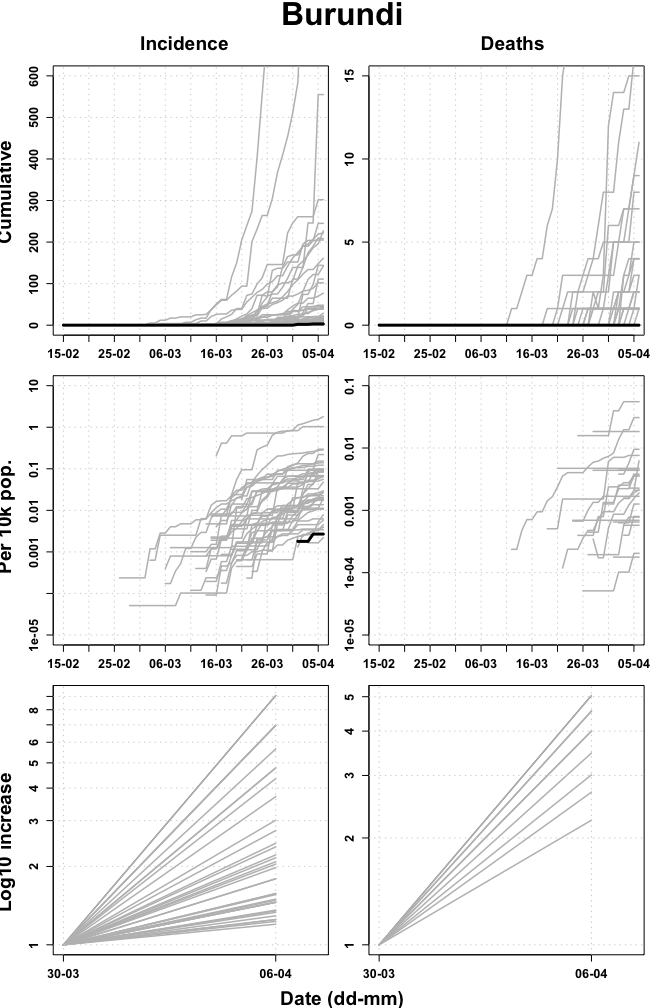 Burundi
Incidence
Deaths
Cumulative
0 100 200 300 400 500 600
15-02 25-02 06-03 16-03 26-03 05-04
0 5 10 15
15-02 25-02 06-03 16-03 26-03 05-04
Per 10k pop.
1e-05 0.001 0.01 0.1 1 10
15-02 25-02 06-03 16-03 26-03 05-04
1e-05 1e-04 0.001 0.01 0.1
15-02 25-02 06-03 16-03 26-03 05-04
Log10 increase
1 2 3 4 5 6 8
30-03 06-04
1 2 3 4 5
30-03 06-04
Date (dd-mm)